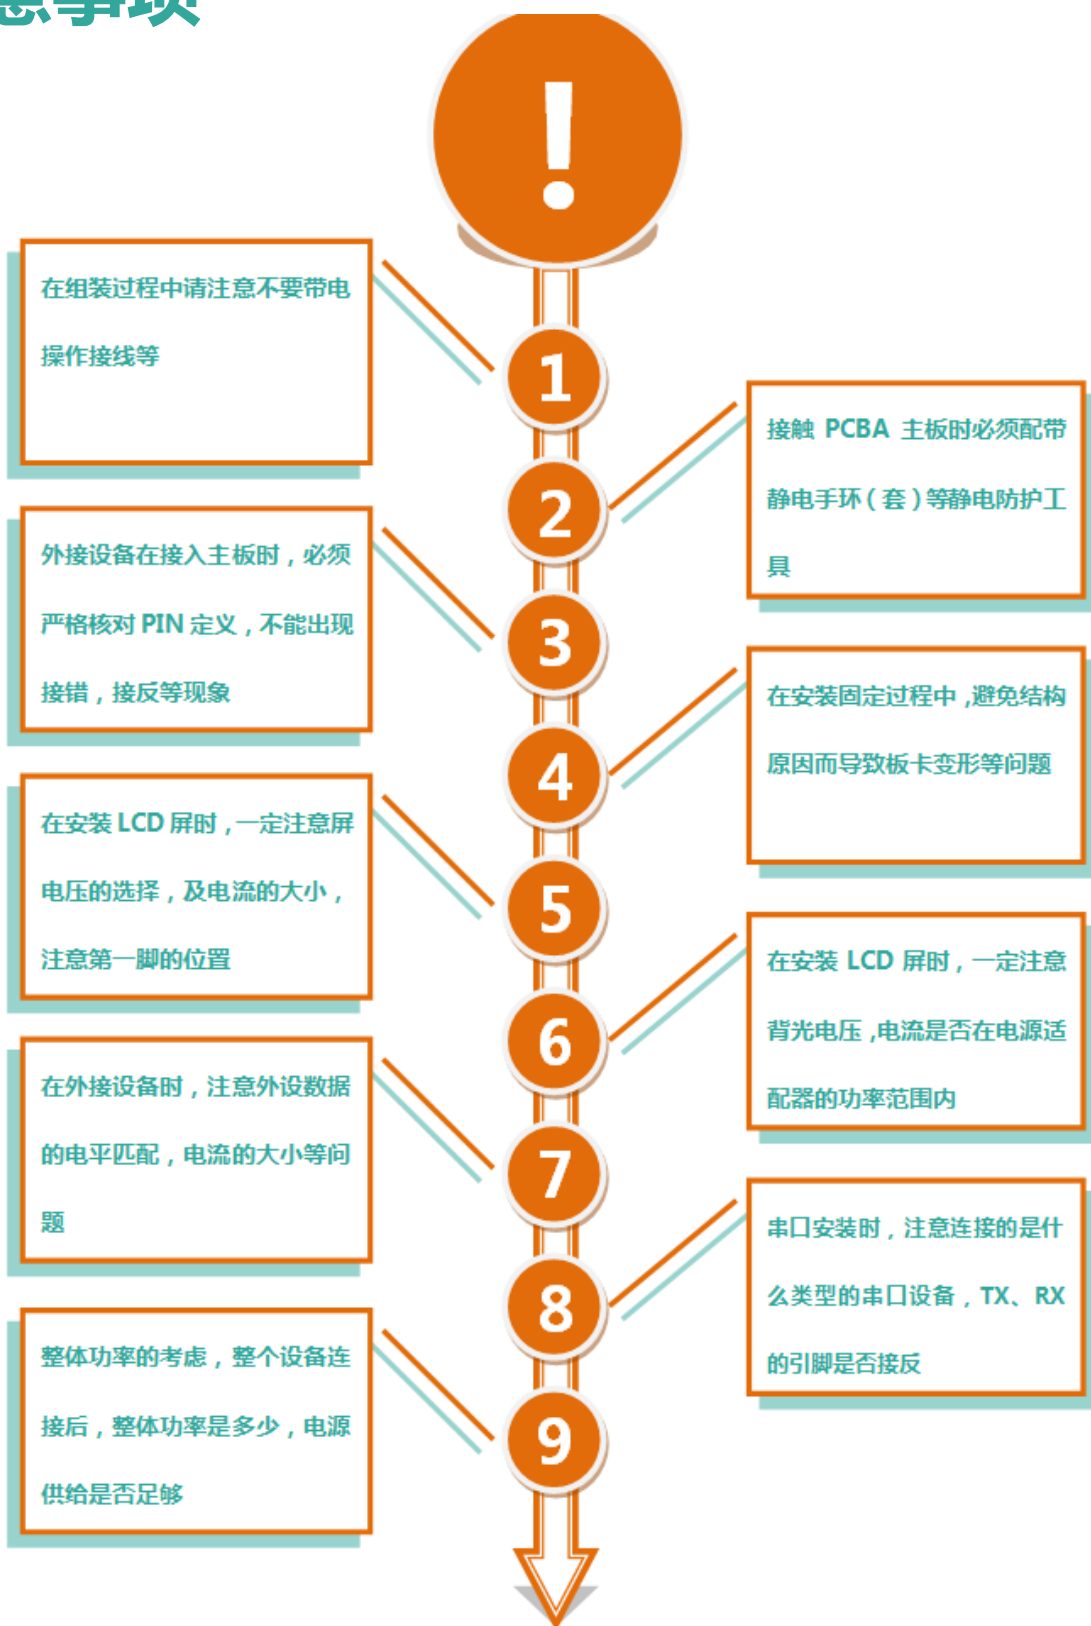 意事项
!
在组装过程中请注意不要带电
操作接线等
1
接触 PCBA 主板时必须配带
静电手环（套）等静电防护工
具
2
外接设备在接入主板时，必须
严格核对 PIN 定义，不能出现
接错，接反等现象
3
在安装固定过程中,避免结构
原因而导致板卡变形等问题
4
在安装 LCD 屏时,一定注意屏
电压的选择，及电流的大小，
注意第一脚的位置
5
在安装 LCD 屏时，一定注意
背光电压,电流是否在电源适
配器的功率范围内
6
在外接设备时，注意外设数据
的电平匹配，电流的大小等问
题
7
串口安装时，注意连接的是什
么类型的串口设备，TX、RX
的引脚是否接反
8
整体功率的考虑，整个设备连
接后，整体功率是多少，电源
供给是否足够
9